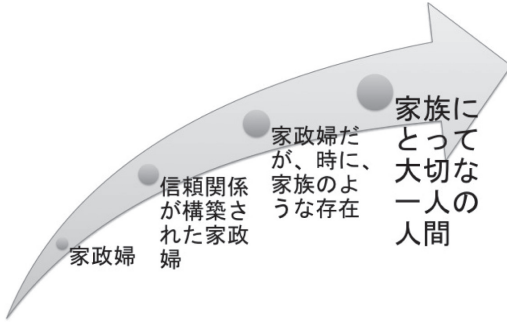 家政婦
信頼関係
が構築さ
れた家政
婦
家政婦だ
が、時に、
家族のよ
うな存在
家族に
とって
大切な
一人の
人間